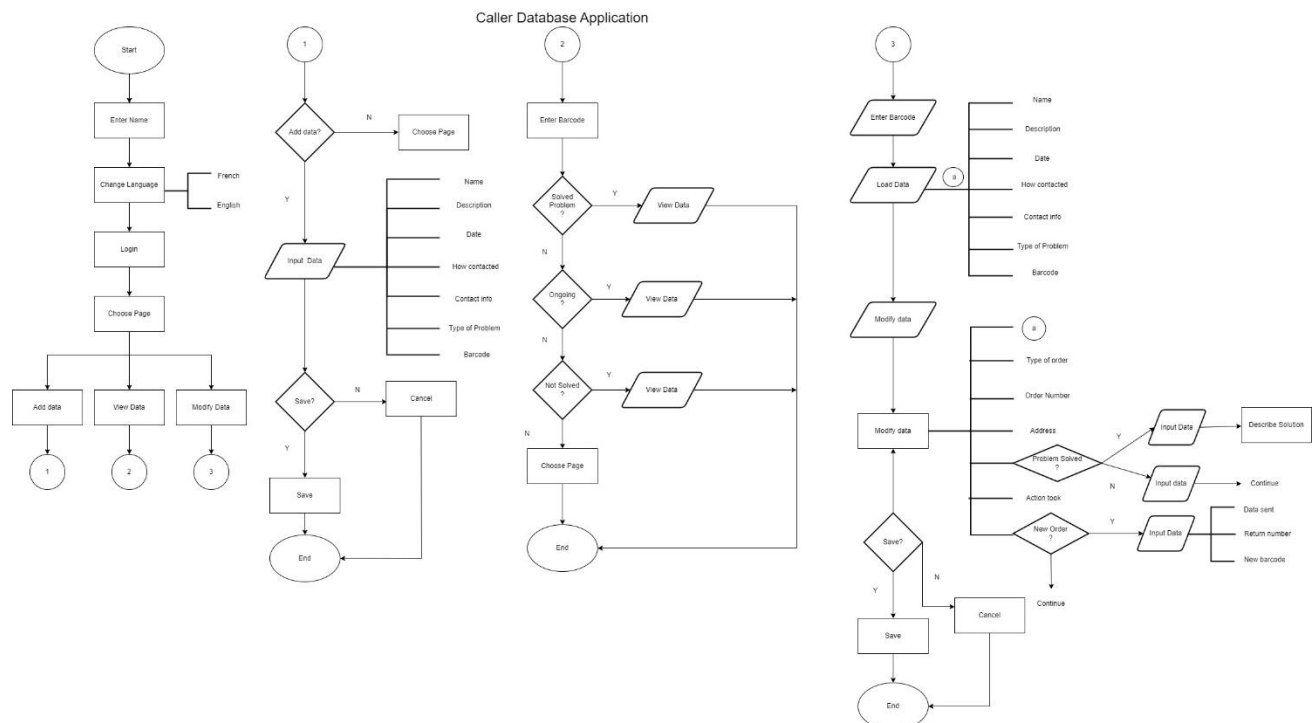 Caller Database Application
Start
Enter Name
Change Language
French
English
Login
Choose Page
Add data
View Data
Modify Data
1
2
3
1
Add data?
N
Choose Page
Y
Input Data
Name
Description
Date
How contacted
Contact info
Type of Problem
Barcode
Save?
N
Cancel
Y
Save
End
2
Enter Barcode
Solved
Problem
?
Y
View Data
N
Ongoing
?
Y
View Data
N
Not Solved
?
Y
View Data
N
Choose Page
End
3
Enter Barcode
Load Data
a
Name
Description
Date
How contacted
Contact info
Type of Problem
Barcode
Modify data
Modify data
a
Type of order
Order Number
Address
Problem Solved
?
Y
Input Data
Describe Solution
N
Input data
Continue
Action took
New Order
?
Y
Input Data
Data sent
Return number
New barcode
Continue
Save?
N
Cancel
Y
Save
End